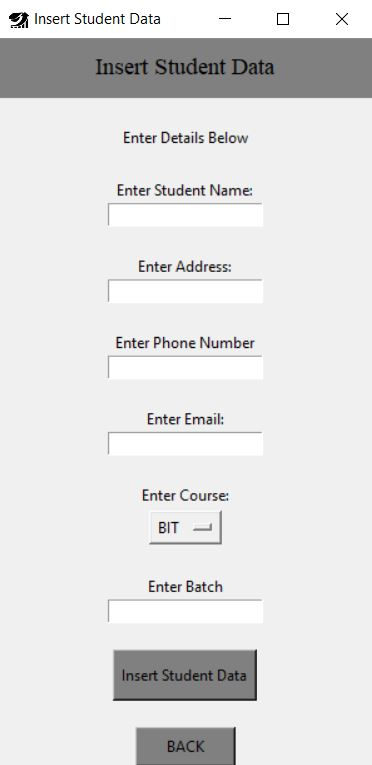 Insert Student Data
Insert Student Data
Enter Details Below
Enter Student Name:
Enter Address:
Enter Phone Number
Enter Email:
Enter Course:
BIT
Enter Batch
Insert Student Data
BACK